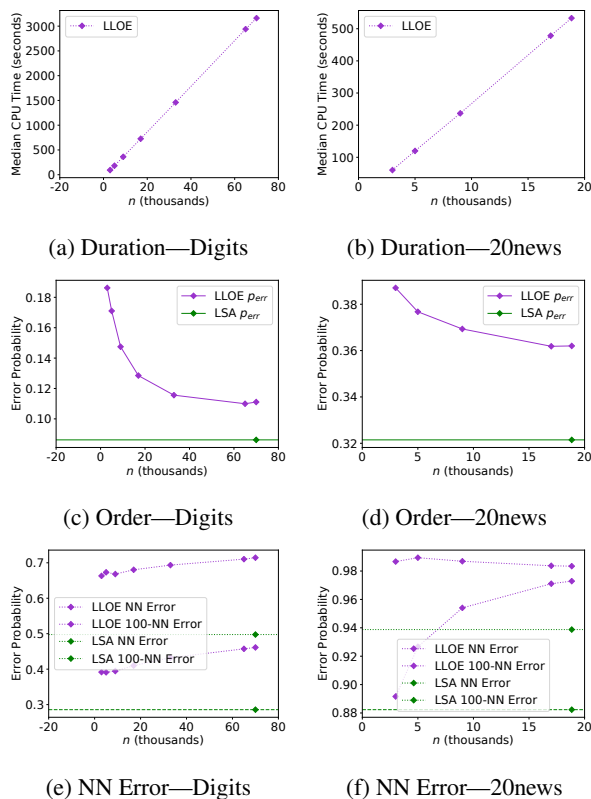 Median CPU Time (seconds)
3000
2500
2000
1500
1000
500
0
-20 0 20 40 60 80
n (thousands)
LLOE
(a) Duration—Digits
Median CPU Time (seconds)
500
400
300
200
100
0 5 10 15 20
n (thousands)
LLOE
(b) Duration—20news
Error Probability
0.18
0.16
0.14
0.12
0.10
-20 0 20 40 60 80
n (thousands)
LLOE perr
LSA perr
(c) Order—Digits
Error Probability
0.38
0.36
0.34
0.32
0 5 10 15 20
n (thousands)
LLOE perr
LSA perr
(d) Order—20news
Error Probability
0.7
0.6
0.5
0.4
0.3
-20 0 20 40 60 80
n (thousands)
LLOE NN Error
LLOE 100-NN Error
LSA NN Error
LSA 100-NN Error
(e) NN Error—Digits
Error Probability
0.98
0.96
0.94
0.92
0.90
0.88
0 5 10 15 20
n (thousands)
LLOE NN Error
LLOE 100-NN Error
LSA NN Error
LSA 100-NN Error
(f) NN Error—20news